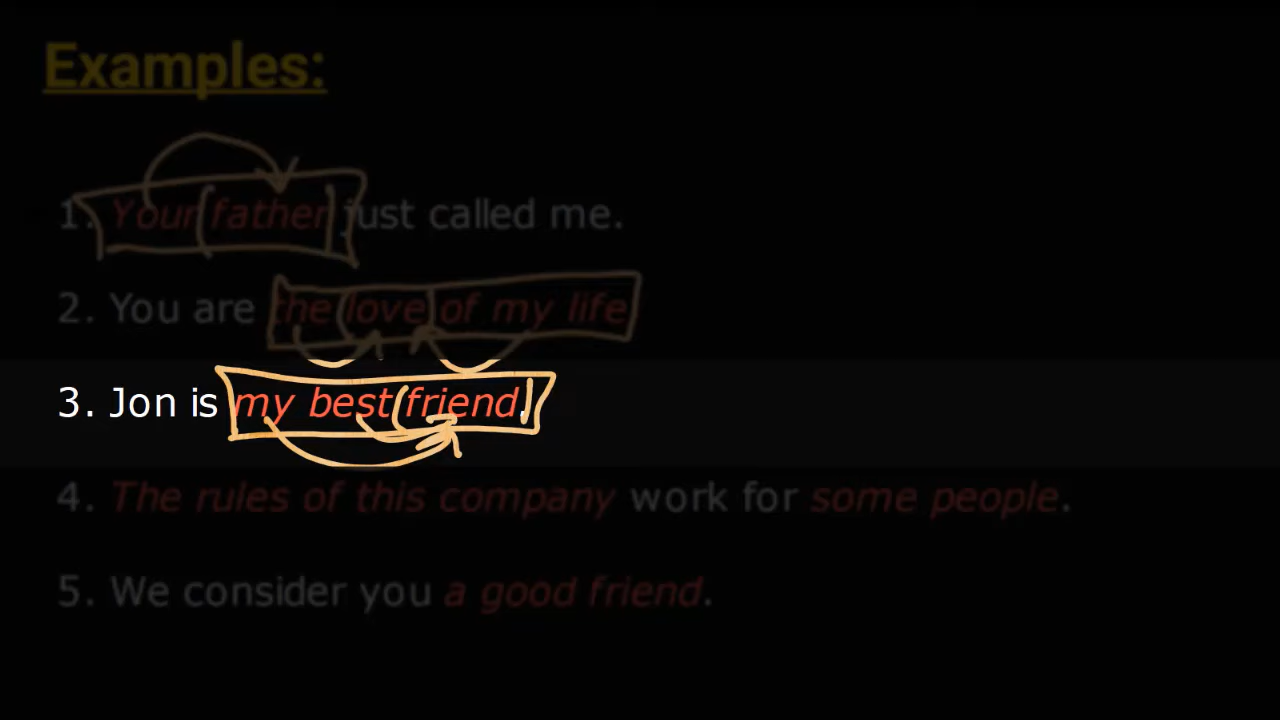 Examples:
1. Your father just called me.
2. You are the love of my life
3. Jon is my best friend.
4. The rules of this company work for some people.
5. We consider you a good friend.